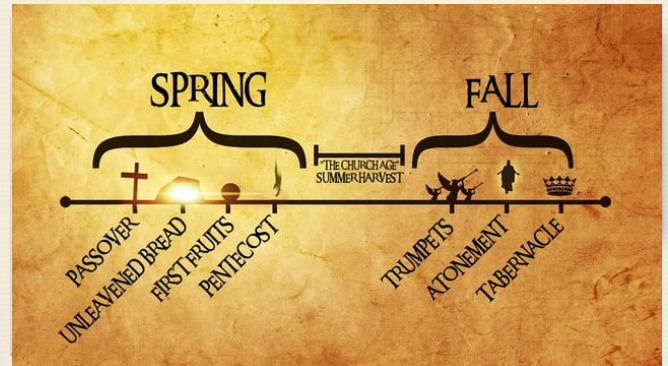 SPRING
FALL
"THE CHURCH AGE"
SUMMER HARVEST
PASSOVER
UNLEAVENED BREAD
FIRST FRUITS
PENTECOST
TRUMPETS
ATONEMENT
TABERNACLE